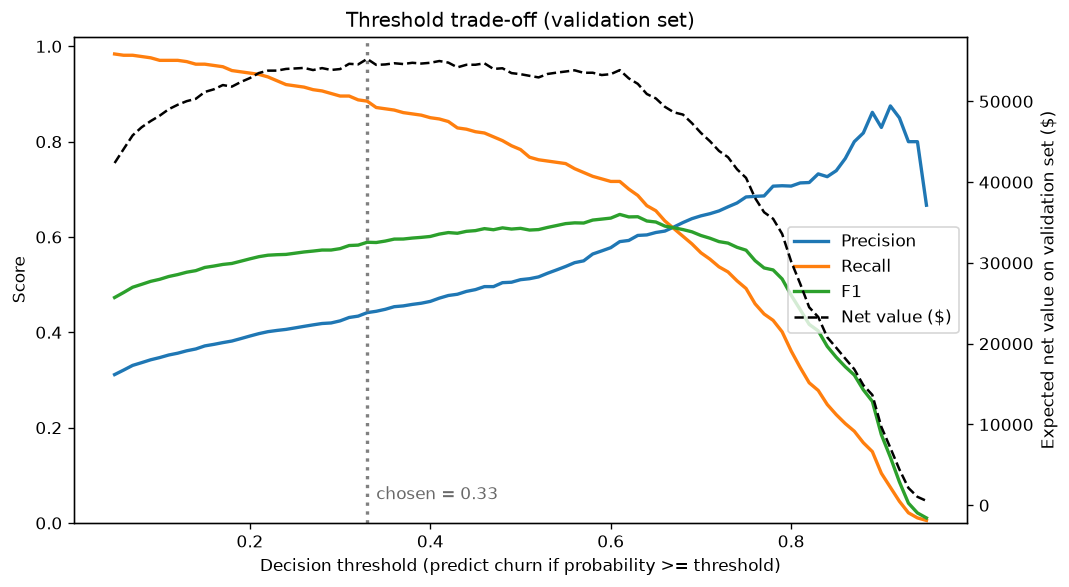 Threshold trade-off (validation set)
Score
1.0
0.8
0.6
0.4
0.2
0.0
0.2
0.4
0.6
0.8
Decision threshold (predict churn if probability >= threshold)
chosen = 0.33
Precision
Recall
F1
Net value ($)
50000
40000
30000
20000
10000
0
Expected net value on validation set ($)